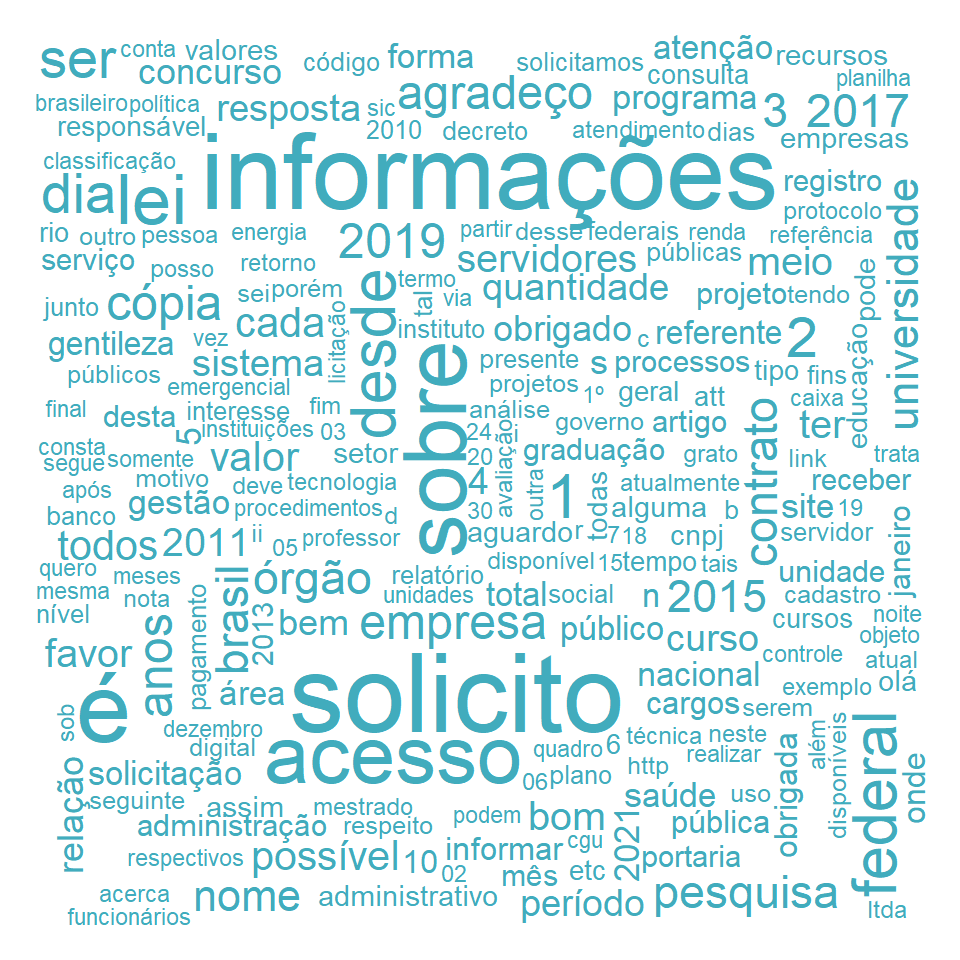 ser
conta
valores
forma
código
solicitamos
atenção
recursos
concurso
consulta
planilha
brasileiro
política
resposta
sic
agradeço
programa
3
2017
responsável
2010
decreto
atendimento
dias
empresas
classificação
informações
registro
dia
lei
protocolo
universidade
rio
outro
pessoa
energia
2019
partir
desse
federais
renda
referência
serviço
posso
retorno
termo
servidores
públicas
meio
junto
cópia
sei
porém
desde
tal
via
quantidade
projeto
tendo
pode
gentileza
vez
cada
licitação
instituto
obrigado
c
referente
2
educação
públicos
sistema
sobre
presente
s
processos
tipo
fins
emergencial
projetos
1º
geral
att
caixa
final
desta
interesse
fim
análise
governo
artigo
contrato
ter
consta
5
instituições
03
24
i
avaliação
graduação
grato
link
trata
segue
somente
valor
setor
20
4
outra
1
todas
atualmente
receber
após
motivo
deve
tecnologia
gestão
30
alguma
b
site
19
banco
procedimentos
d
aguardo
r
7
18
cnpj
servidor
janeiro
todos
2011
ii
05
professor
disponível
15
tempo
tais
unidade
quero
meses
órgão
relatório
mesma
nota
pagamento
brasil
2013
unidades
total
social
n
2015
cadastro
nível
anos
bem
empresa
público
curso
cursos
noite
objeto
favor
é
área
solicito
nacional
controle
atual
sob
cargos
exemplo
olá
dezembro
serem
digital
acesso
quadro
6
técnica
neste
além
disponíveis
federal
onde
relação
solicitação
06
plano
http
realizar
obrigada
seguinte
assim
mestrado
podem
bom
saúde
uso
administração
respeito
2021
pública
respectivos
possível
10
informar
cgu
portaria
acerca
nome
02
mês
etc
funcionários
administrativo
período
pesquisa
ltda